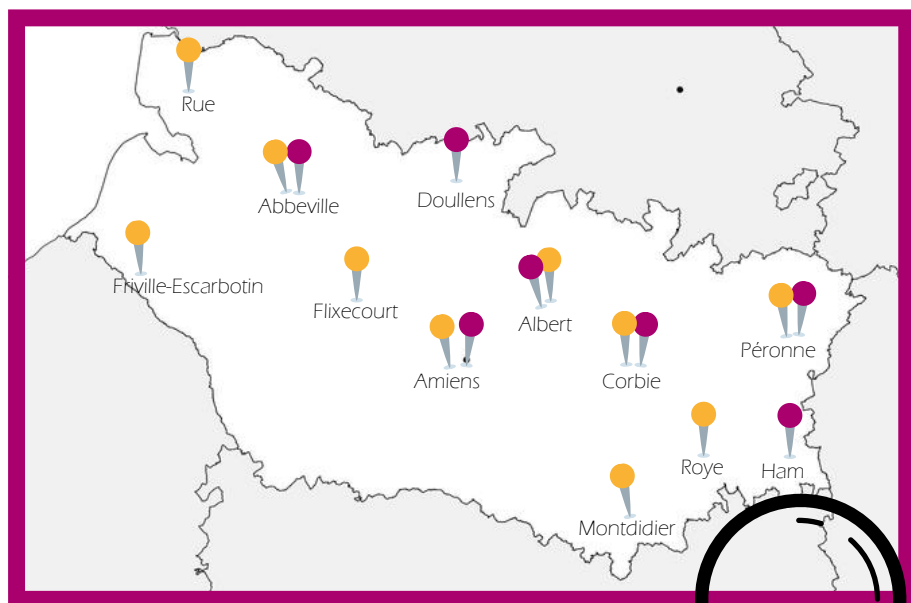 Rue
Abbeville
Doullens
Friville-Escarbotin
Flixecourt
Albert
Péronne
Amiens
Corbie
Roye
Ham
Montdidier